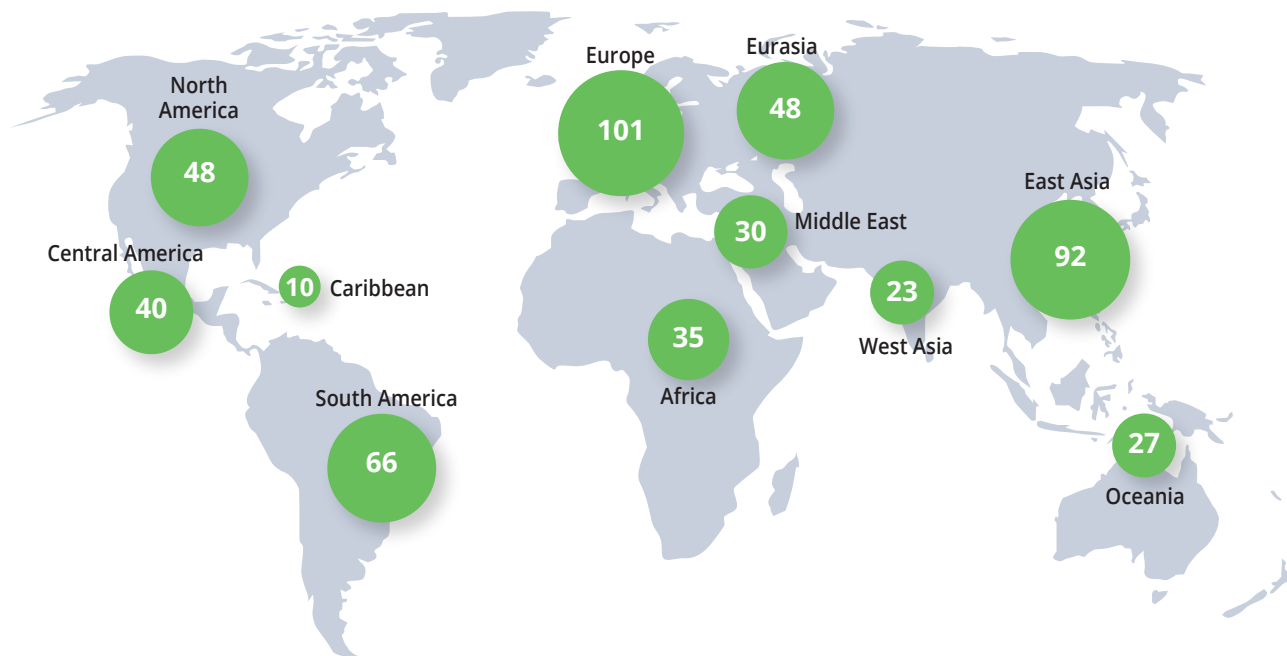 North
America
48
Central America
40
10
Caribbean
South America
66
Europe
101
Eurasia
48
30
Middle East
35
Africa
23
West Asia
East Asia
92
27
Oceania